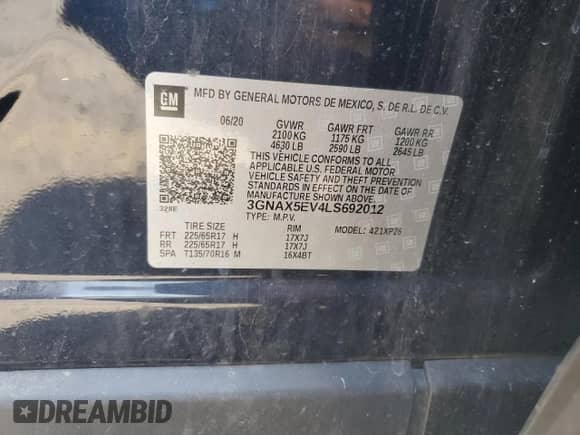 GM
MFD BY GENERAL MOTORS DE MEXICO, S. DE R.L. DE C.V.
06/20 GVWR GAWR FRT GAWR RR
2100 KG 1175 KG 1200 KG
4630 LB 2590 LB 2645 LB
THIS VEHICLE CONFORMS TO ALL
APPLICABLE U.S. FEDERAL MOTOR
VEHICLE SAFETY AND THEFT
PREVENTION STANDARDS IN EFFECT
ON THE DATE OF MANUFACTURE
SHOWN ABOVE.
3GNAX5EV4LS692012
TYPE: M.P.V. MODEL: 421XP26
TIRE SIZE RIM
FRT 225/65R17 H 17X7J
RR 225/65R17 H 17X7J
SPA T135/70R16 M 16X4BT
DREAMBID